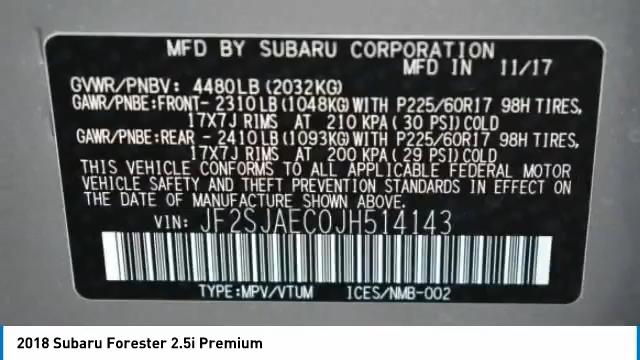 MFD BY SUBARU CORPORATION
MFD IN 11/17
GVWR/PNBV: 4480LB (2032KG)
GAWR/PNBE:FRONT- 2310LB (1048KG) WITH P225/60R17 98H TIRES,
17X7J RIMS AT 210 KPA ( 30 PSI) COLD
GAWR/PNBE:REAR - 2410LB (1093KG) WITH P225/60R17 98H TIRES,
17X7J RIMS AT 200 KPA ( 29 PSI) COLD
THIS VEHICLE CONFORMS TO ALL APPLICABLE FEDERAL MOTOR
VEHICLE SAFETY AND THEFT PREVENTION STANDARDS IN EFFECT ON
THE DATE OF MANUFACTURE SHOWN ABOVE.
VIN: JF2SJAEC0JH514143
TYPE:MPV/VTUM ICES/NMB-002
2018 Subaru Forester 2.5i Premium